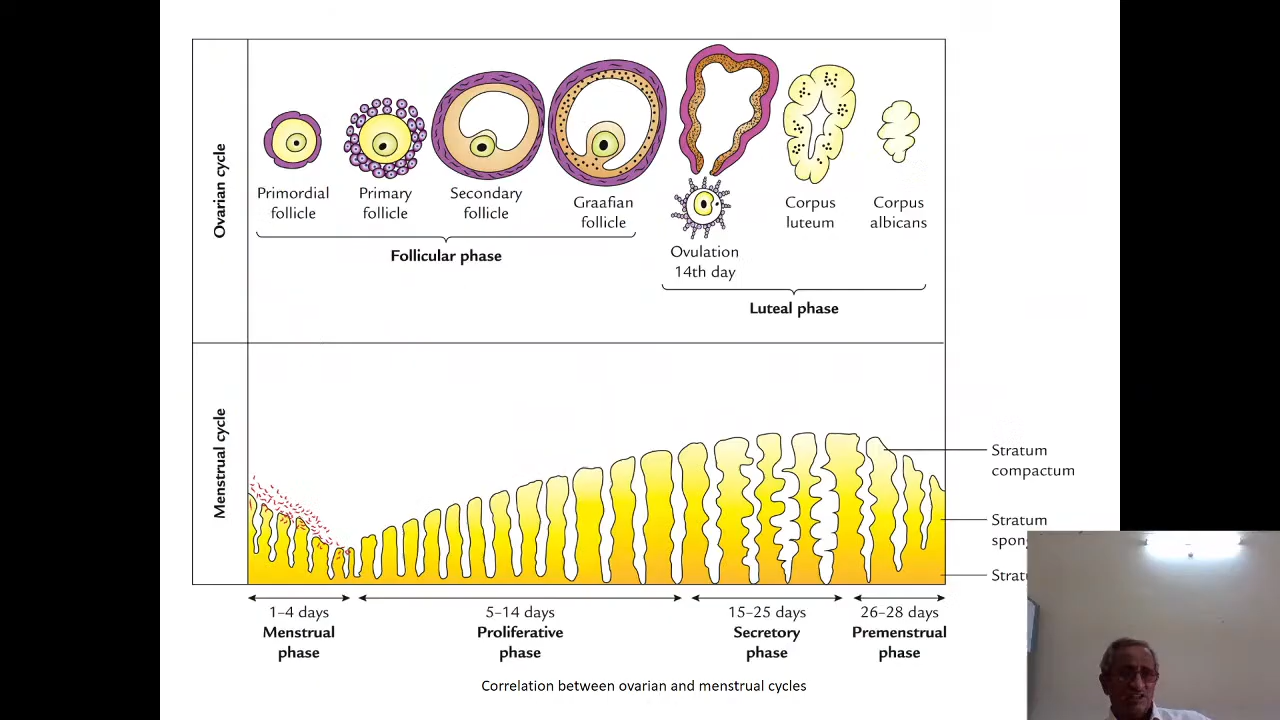 Ovarian cycle
Primordial
follicle
Primary
follicle
Secondary
follicle
Graafian
follicle
Corpus
luteum
Corpus
albicans
Follicular phase
Ovulation
14th day
Luteal phase
Menstrual cycle
Stratum
compactum
Stratum
1–4 days
Menstrual
phase
5–14 days
Proliferative
phase
15–25 days
Secretory
phase
26–28 days
Premenstrual
phase
Correlation between ovarian and menstrual cycles